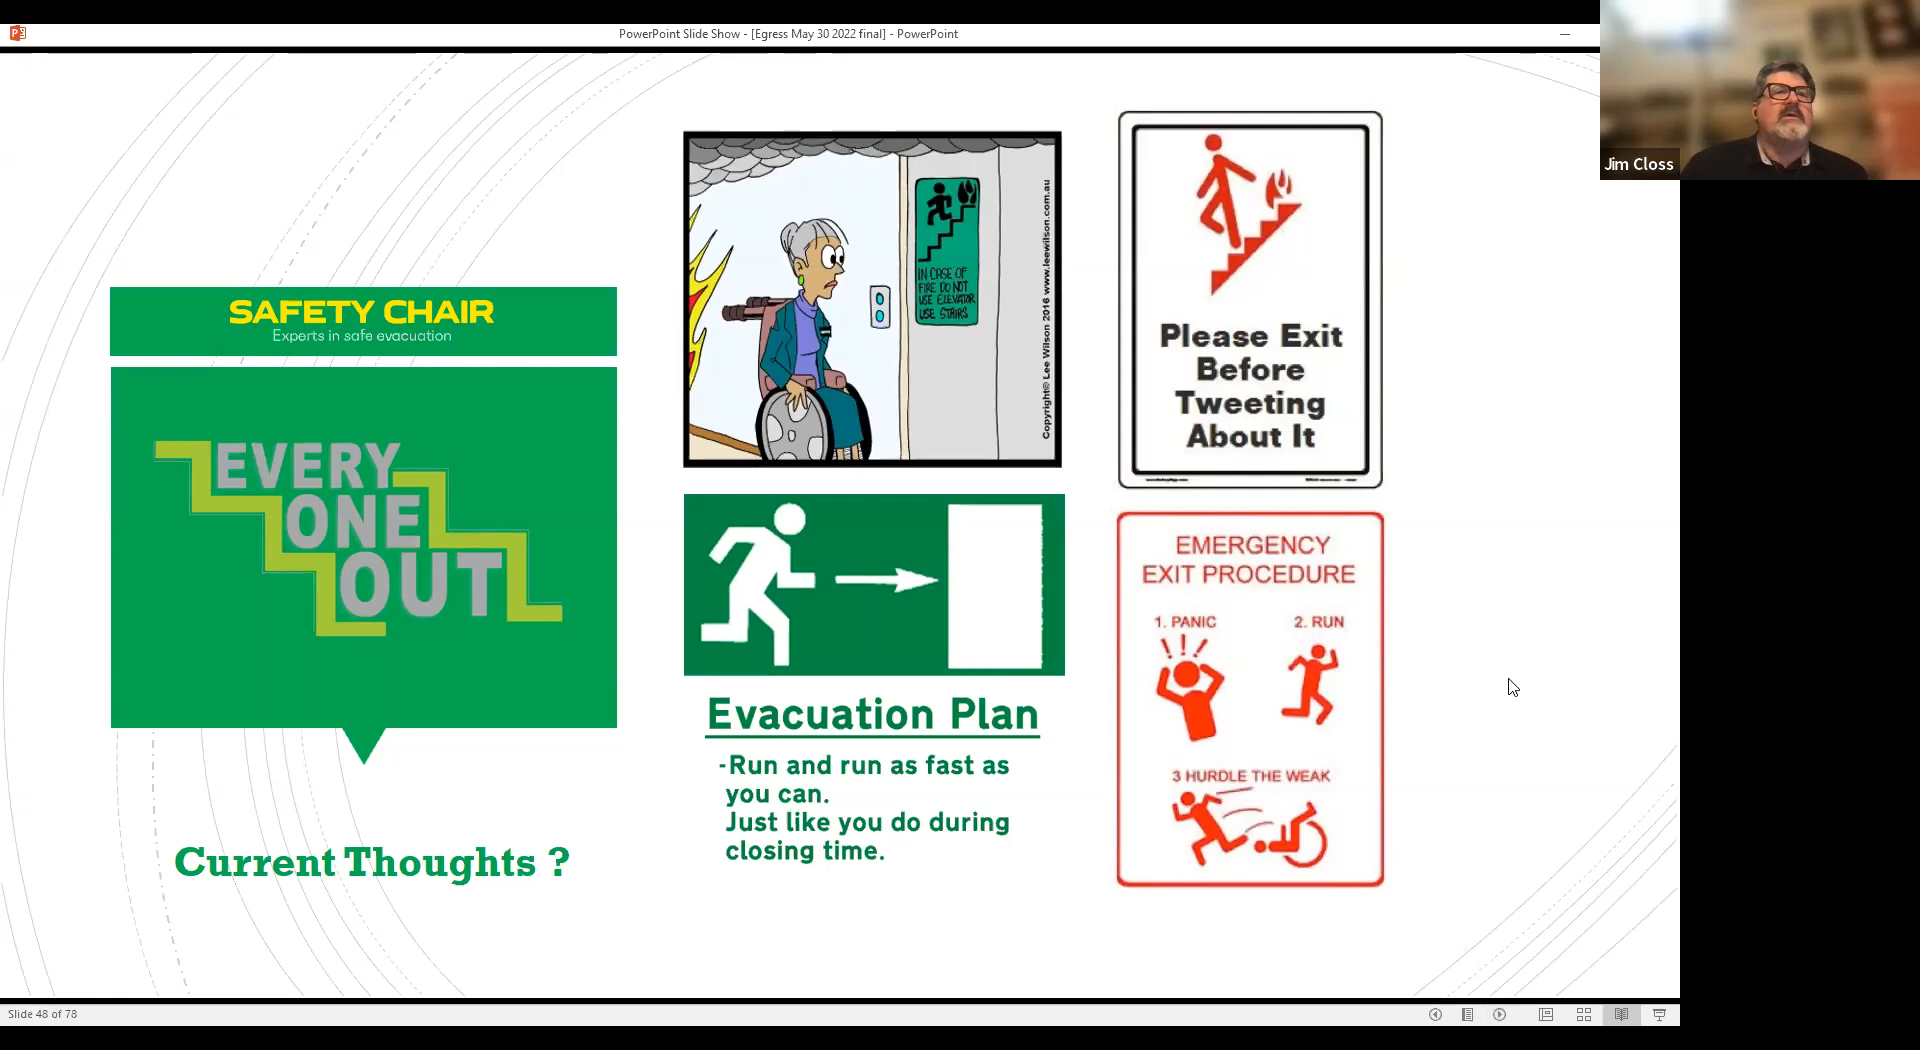 PowerPoint Slide Show - [Egress May 30 2022 final] - PowerPoint
Jim Closs
SAFETY CHAIR
Experts in safe evacuation
EVERY
ONE
OUT
Current Thoughts ?
IN CASE OF
FIRE DO NOT
USE ELEVATOR
USE STAIRS
Copyright© Lee Wilson 2016 www.leewilson.com.au
Evacuation Plan
-Run and run as fast as
you can.
Just like you do during
closing time.
Please Exit
Before
Tweeting
About It
EMERGENCY
EXIT PROCEDURE
1. PANIC
2. RUN
3 HURDLE THE WEAK
Slide 48 of 78